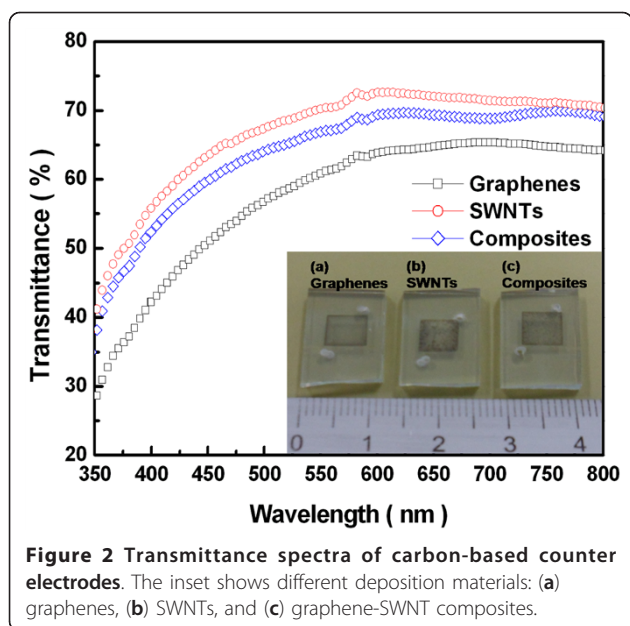 80
70
60
50
40
30
20
Transmittance ( % )
Graphenes
SWNTs
Composites
(a)
Graphenes
(b)
SWNTs
(c)
Composites
0 1 2 3 4
350 400 450 500 550 600 650 700 750 800
Wavelength ( nm )
Figure 2 Transmittance spectra of carbon-based counter
electrodes. The inset shows different deposition materials: (a)
graphenes, (b) SWNTs, and (c) graphene-SWNT composites.